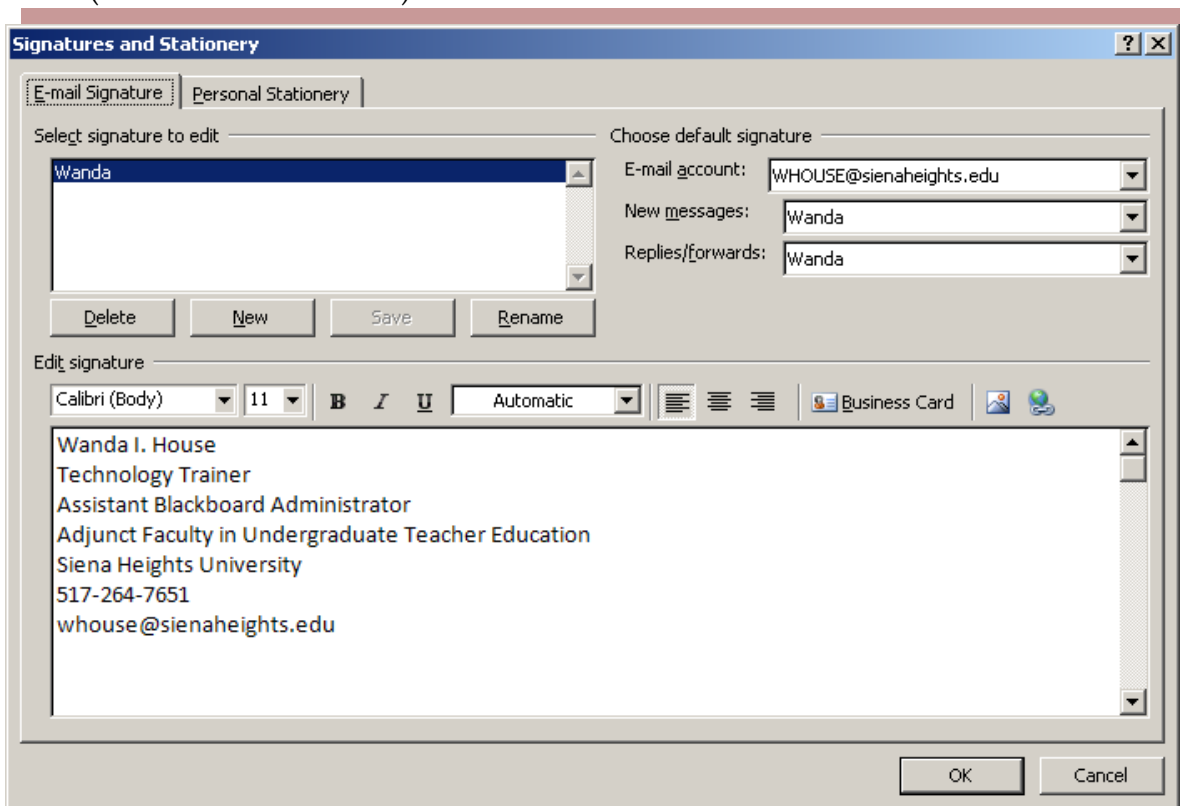 Signatures and Stationery
E-mail Signature Personal Stationery
Select signature to edit Choose default signature
Wanda
E-mail account: WHOUSE@sienaheights.edu
New messages: Wanda
Replies/forwards: Wanda
Delete New Save Rename
Edit signature
Calibri (Body) 11 B I U Automatic Business Card
Wanda I. House
Technology Trainer
Assistant Blackboard Administrator
Adjunct Faculty in Undergraduate Teacher Education
Siena Heights University
517-264-7651
whouse@sienaheights.edu
OK Cancel